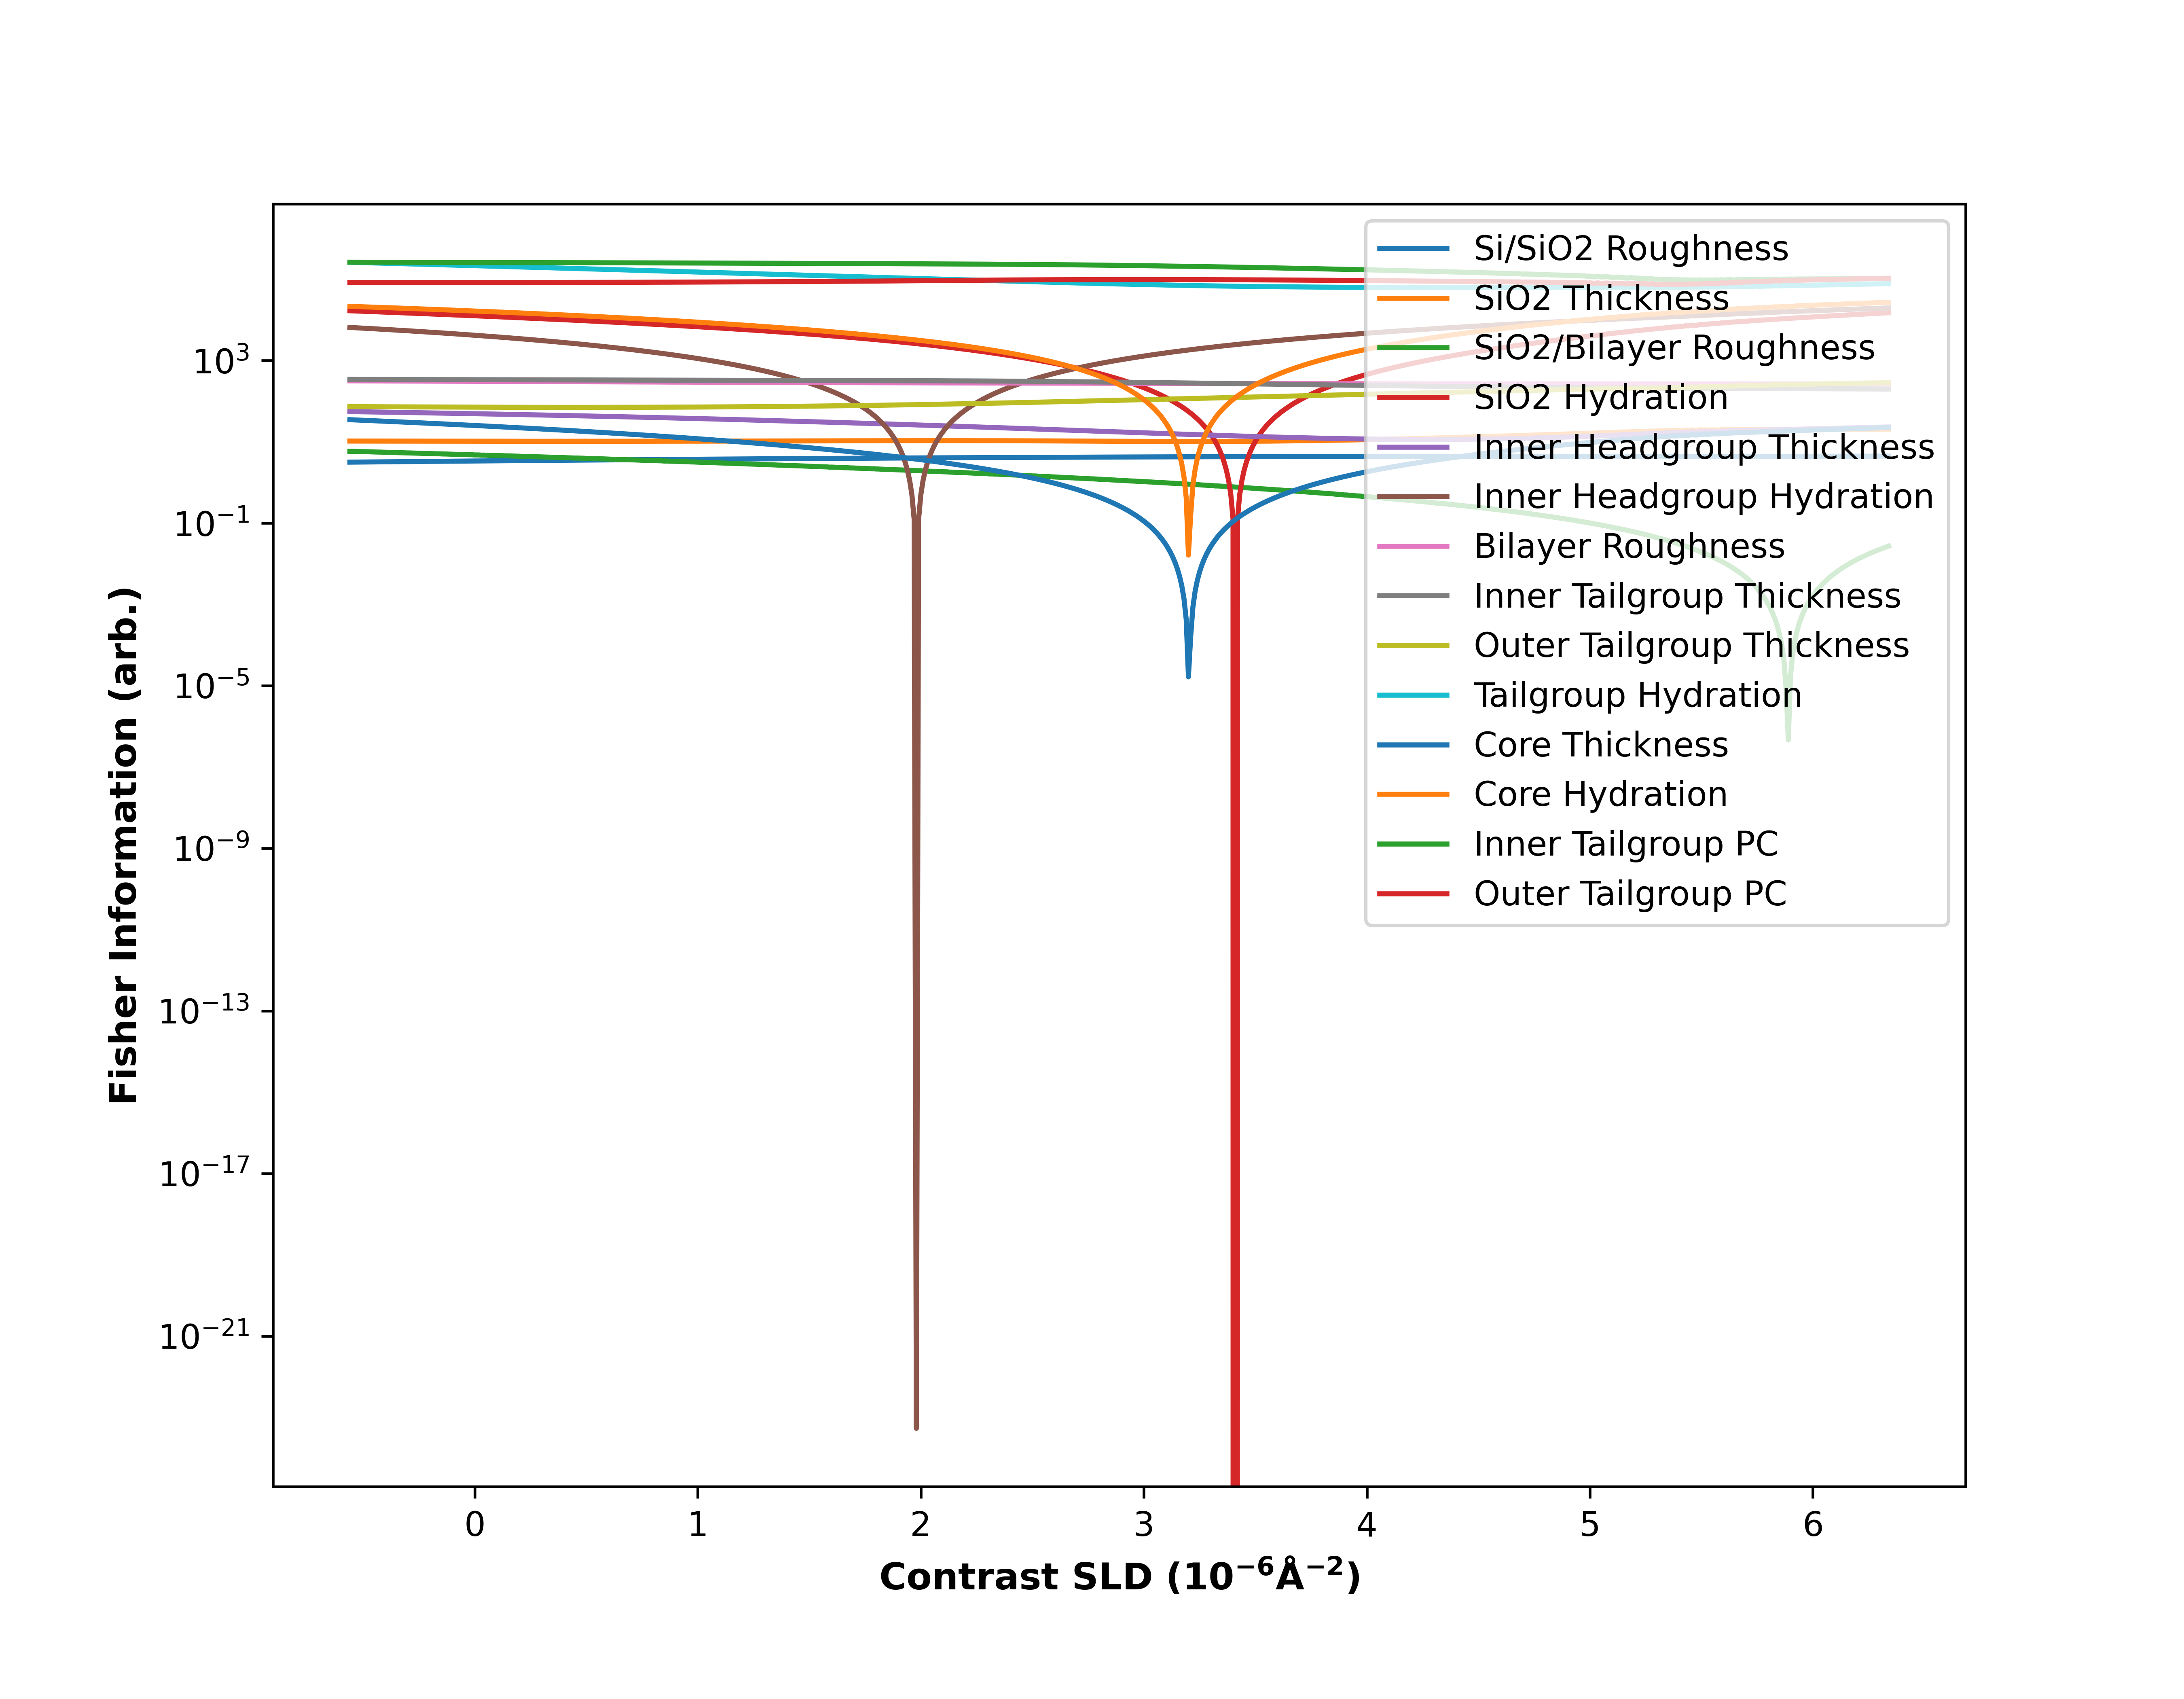 Si/SiO2 Roughness
SiO2 Thickness
SiO2/Bilayer Roughness
SiO2 Hydration
Inner Headgroup Thickness
Inner Headgroup Hydration
Bilayer Roughness
Inner Tailgroup Thickness
Outer Tailgroup Thickness
Tailgroup Hydration
Core Thickness
Core Hydration
Inner Tailgroup PC
Outer Tailgroup PC
Fisher Information (arb.)
10³
10⁻¹
10⁻⁵
10⁻⁹
10⁻¹³
10⁻¹⁷
10⁻²¹
0 1 2 3 4 5 6
Contrast SLD (10⁻⁶Å⁻²)